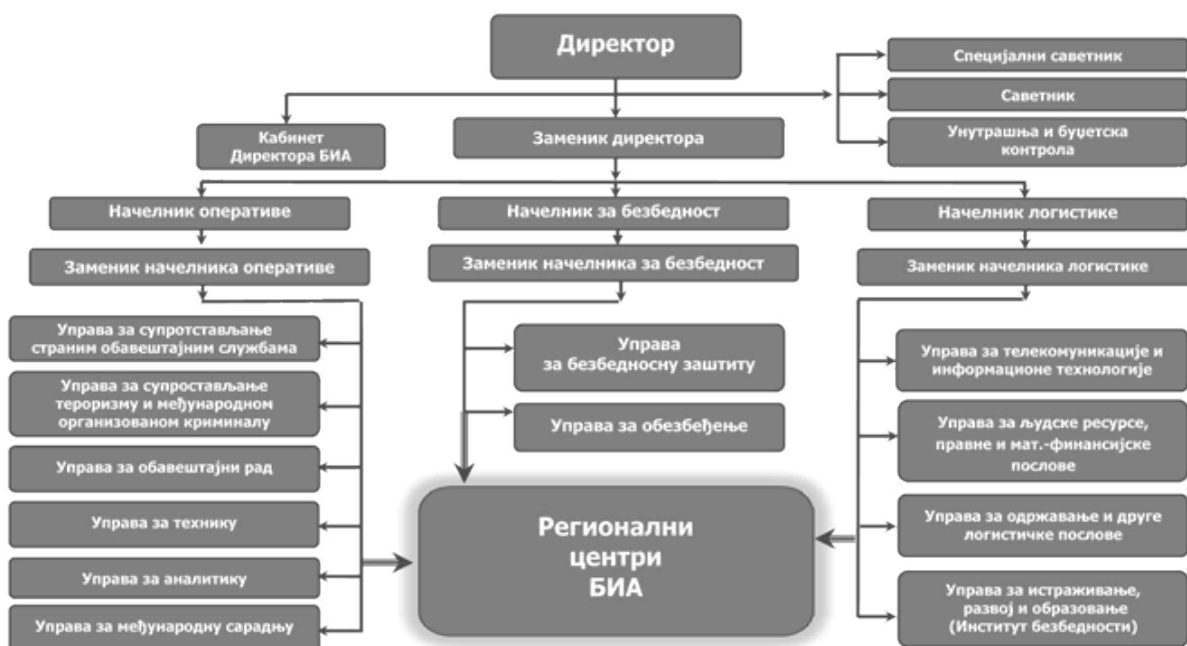 Директор
Специјални саветник
Саветник
Унутрашња и буџетска
контрола
Кабинет
Директора БИА
Заменик директора
Начелник оперативе
Начелник за безбедност
Начелник логистике
Заменик начелника оперативе
Заменик начелника за безбедност
Заменик начелника логистике
Управа за супротстављање
страним обавештајним службама
Управа за супростављање
тероризму и међународном
организованом криминалу
Управа за обавештајни рад
Управа за технику
Управа за аналитику
Управа за међународну сарадњу
Управа
за безбедносну заштиту
Управа за обезбеђење
Регионални
центри
БИА
Управа за телекомуникације и
информационе технологије
Управа за људске ресурсе,
правне и мат.-финансијске
послове
Управа за одржавање и друге
логистичке послове
Управа за истраживање,
развој и образовање
(Институт безбедности)